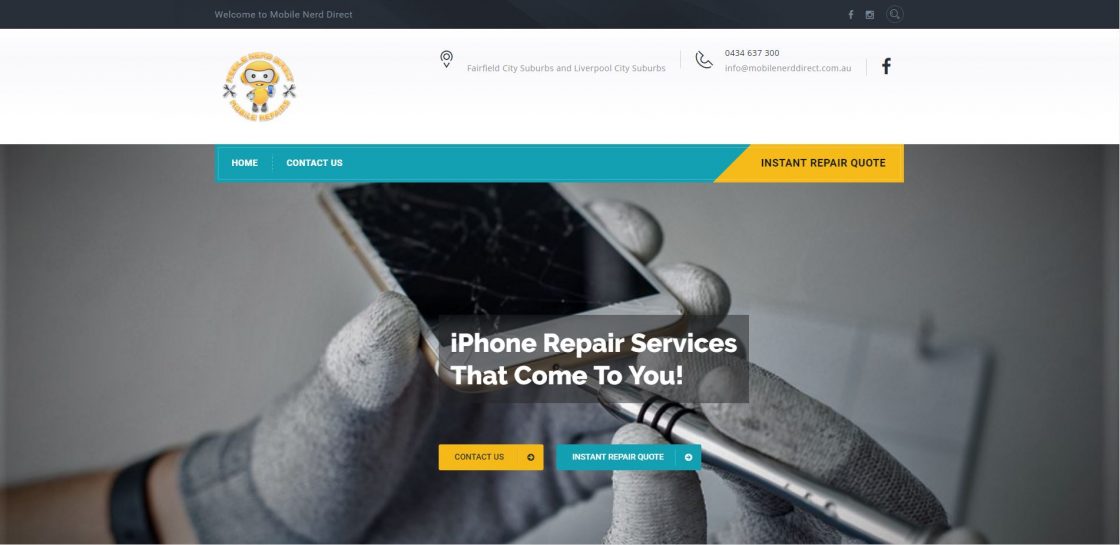 Welcome to Mobile Nerd Direct
MOBILE NERD DIRECT
MOBILE REPAIRS
Fairfield City Suburbs and Liverpool City Suburbs
0434 637 300
info@mobilenerddirect.com.au
HOME
CONTACT US
INSTANT REPAIR QUOTE
iPhone Repair Services
That Come To You!
CONTACT US
INSTANT REPAIR QUOTE